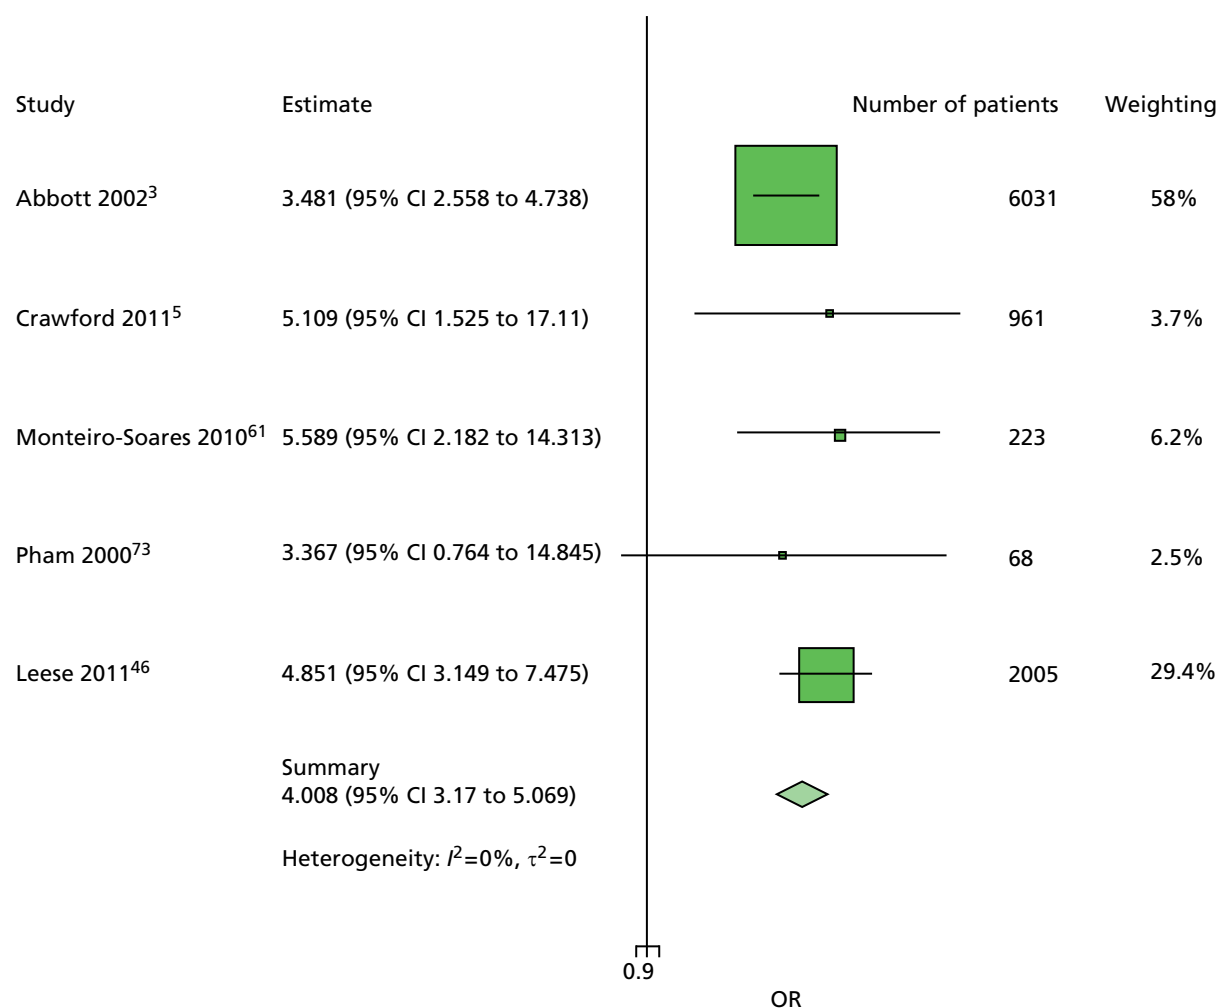 Study Estimate Number of patients Weighting
Abbott 2002³ 3.481 (95% CI 2.558 to 4.738) 6031 58%
Crawford 2011⁵ 5.109 (95% CI 1.525 to 17.11) 961 3.7%
Monteiro-Soares 2010⁶¹ 5.589 (95% CI 2.182 to 14.313) 223 6.2%
Pham 2000⁷³ 3.367 (95% CI 0.764 to 14.845) 68 2.5%
Leese 2011⁴⁶ 4.851 (95% CI 3.149 to 7.475) 2005 29.4%
Summary
4.008 (95% CI 3.17 to 5.069)
Heterogeneity: I²=0%, τ²=0
0.9
OR